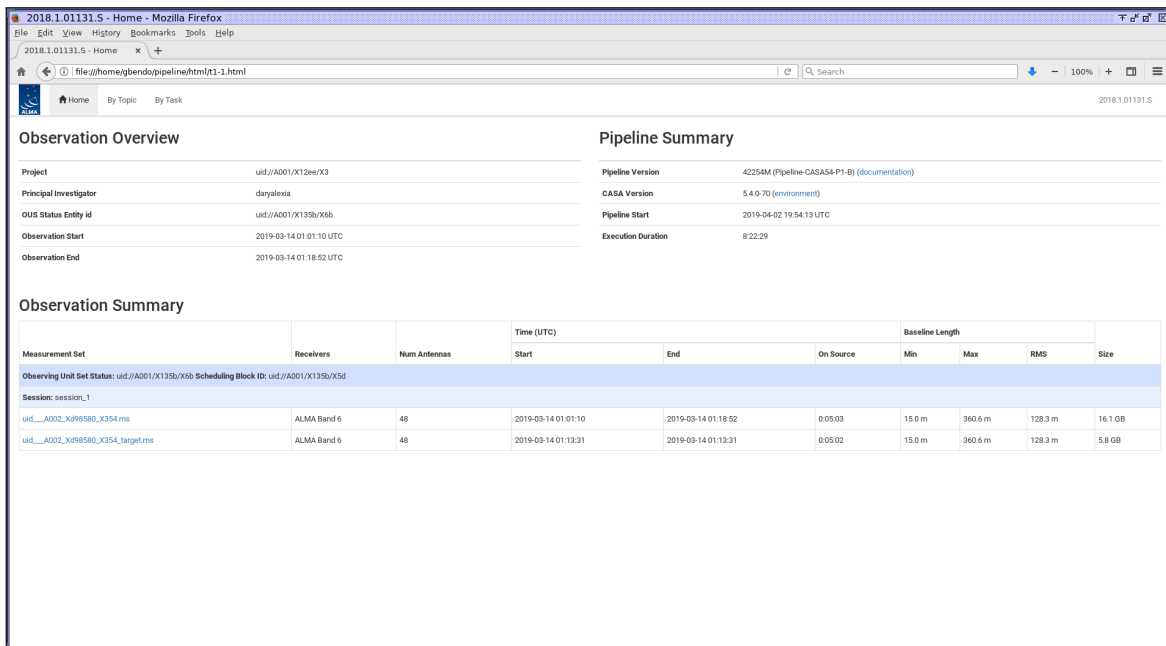 2018.1.01131.S - Home - Mozilla Firefox
File Edit View History Bookmarks Tools Help
2018.1.01131.S - Home
file:///home/gbendo/pipeline/html/t1-1.html Search 100%
ALMA Home By Topic By Task 2018.1.01131.S
Observation Overview
Project uid://A001/X12ee/X3
Principal Investigator daryalexia
OUS Status Entity id uid://A001/X135b/X6b
Observation Start 2019-03-14 01:01:10 UTC
Observation End 2019-03-14 01:18:52 UTC
Pipeline Summary
Pipeline Version 42254M (Pipeline-CASA54-P1-B) (documentation)
CASA Version 5.4.0-70 (environment)
Pipeline Start 2019-04-02 19:54:13 UTC
Execution Duration 8:22:29
Observation Summary
Time (UTC) Baseline Length
Measurement Set Receivers Num Antennas Start End On Source Min Max RMS Size
Observing Unit Set Status: uid://A001/X135b/X6b Scheduling Block ID: uid://A001/X135b/X5d
Session: session_1
uid___A002_Xd98580_X354.ms ALMA Band 6 48 2019-03-14 01:01:10 2019-03-14 01:18:52 0:05:03 15.0 m 360.6 m 128.3 m 16.1 GB
uid___A002_Xd98580_X354_target.ms ALMA Band 6 48 2019-03-14 01:13:31 2019-03-14 01:13:31 0:05:02 15.0 m 360.6 m 128.3 m 5.8 GB